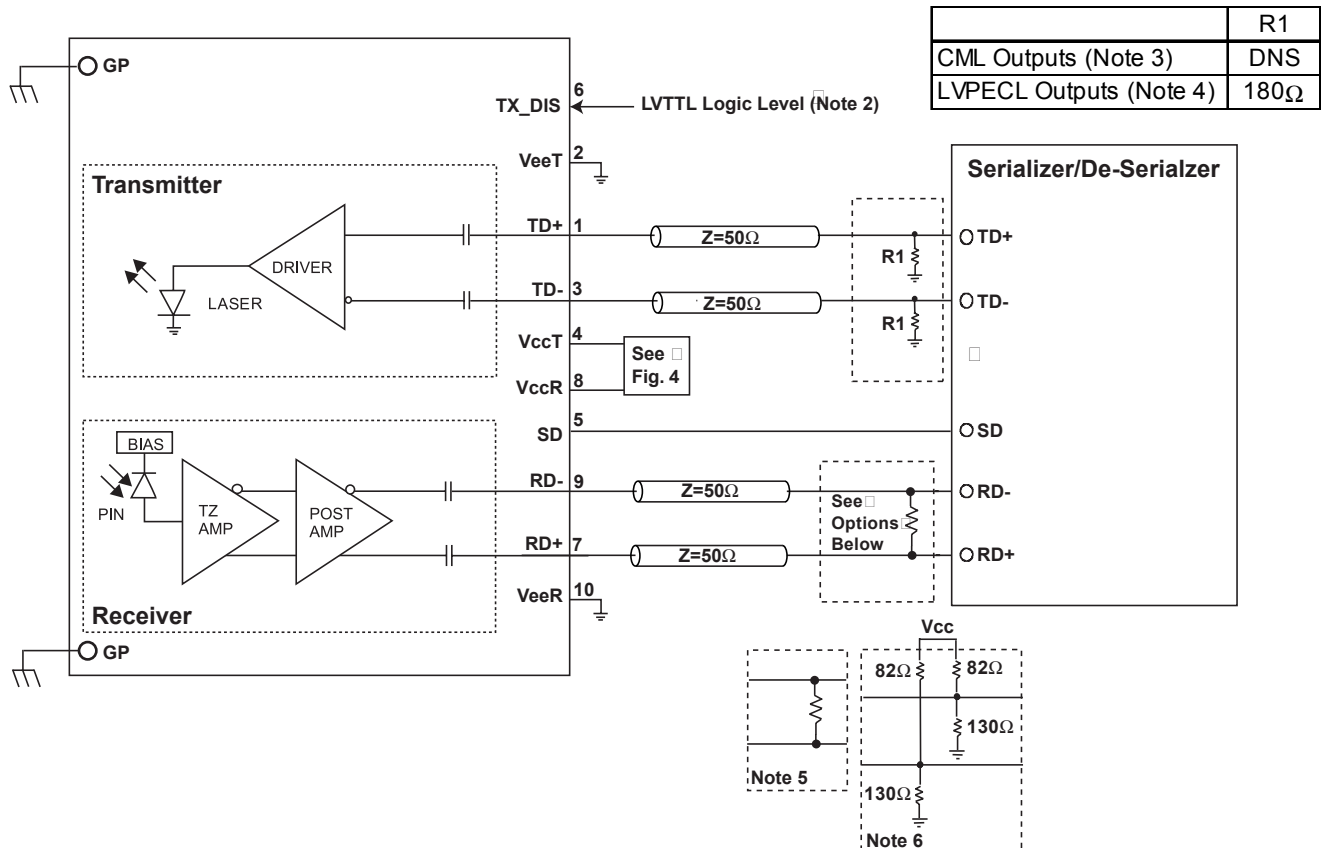 R1
CML Outputs (Note 3) DNS
LVPECL Outputs (Note 4) 180Ω
GP
6
TX_DIS
LVTTL Logic Level (Note 2)
VeeT 2
Transmitter
Serializer/De-Serialzer
TD+ 1
Z=50Ω
TD+
R1
DRIVER
LASER
TD- 3
Z=50Ω
TD-
R1
VccT 4
See
Fig. 4
VccR 8
SD 5
SD
BIAS
PIN
TZ
AMP
POST
AMP
RD- 9
Z=50Ω
RD-
See
Options
Below
RD+ 7
Z=50Ω
RD+
VeeR 10
Receiver
GP
Vcc
82Ω
82Ω
130Ω
Note 5
130Ω
Note 6